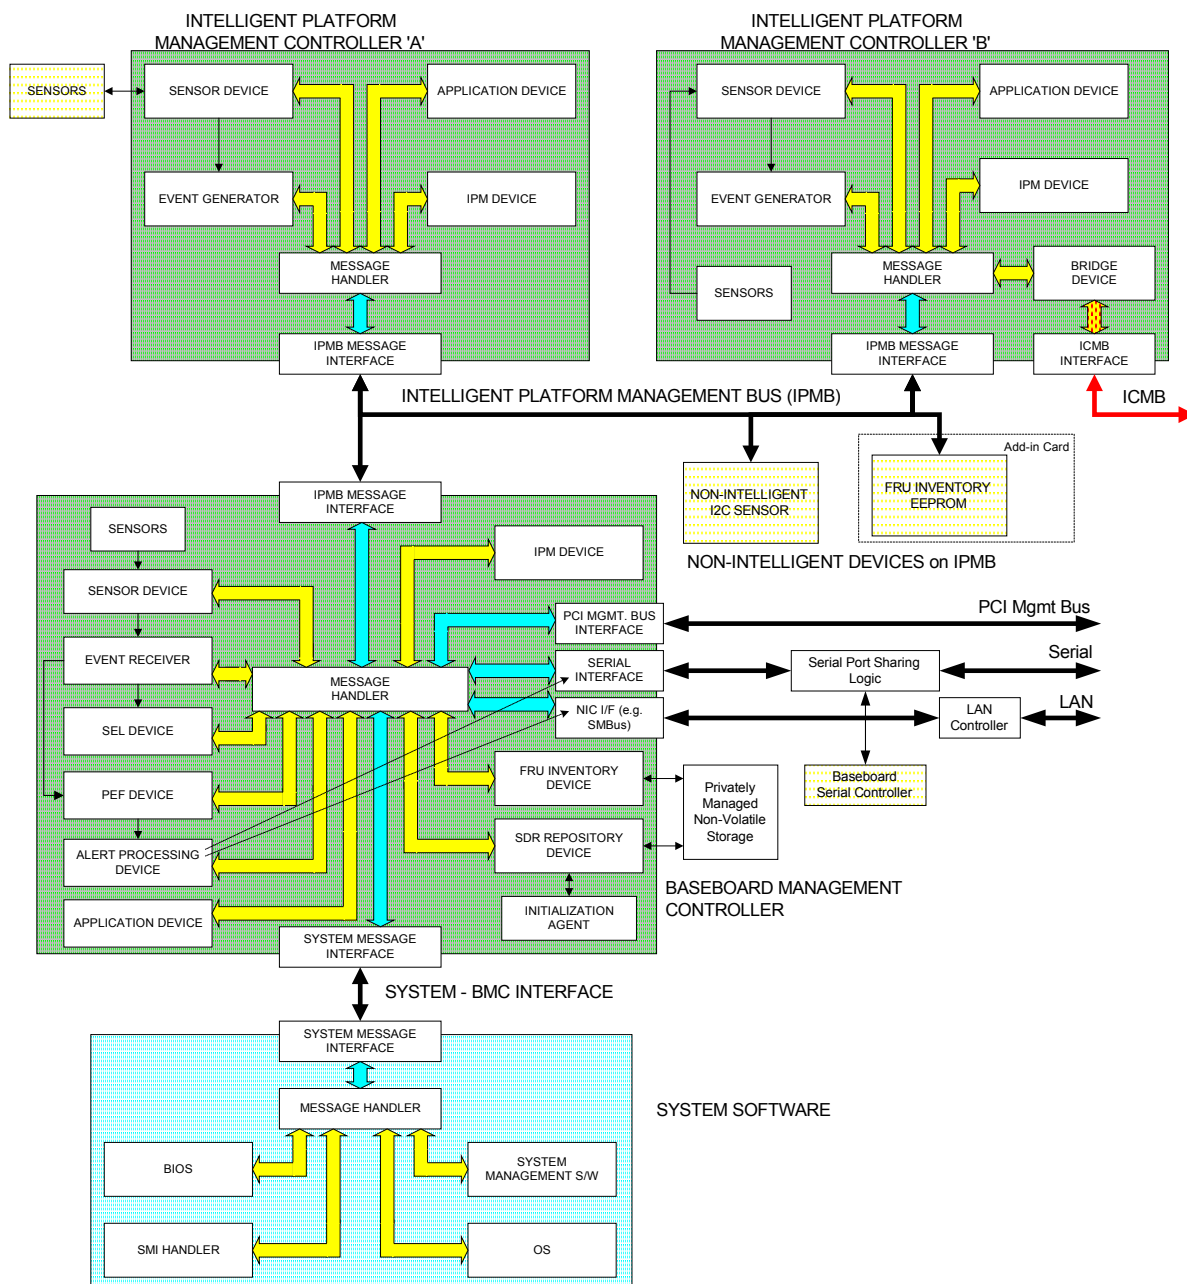 INTELLIGENT PLATFORM
MANAGEMENT CONTROLLER 'A'
SENSORS
SENSOR DEVICE
APPLICATION DEVICE
EVENT GENERATOR
IPM DEVICE
MESSAGE
HANDLER
IPMB MESSAGE
INTERFACE
INTELLIGENT PLATFORM
MANAGEMENT CONTROLLER 'B'
SENSOR DEVICE
APPLICATION DEVICE
EVENT GENERATOR
IPM DEVICE
MESSAGE
HANDLER
BRIDGE
DEVICE
SENSORS
IPMB MESSAGE
INTERFACE
ICMB
INTERFACE
INTELLIGENT PLATFORM MANAGEMENT BUS (IPMB)
ICMB
Add-in Card
NON-INTELLIGENT
I2C SENSOR
FRU INVENTORY
EEPROM
NON-INTELLIGENT DEVICES on IPMB
IPMB MESSAGE
INTERFACE
SENSORS
IPM DEVICE
SENSOR DEVICE
PCI MGMT. BUS
INTERFACE
PCI Mgmt Bus
EVENT RECEIVER
MESSAGE
HANDLER
SERIAL
INTERFACE
Serial Port Sharing
Logic
Serial
SEL DEVICE
NIC I/F (e.g.
SMBus)
LAN
Controller
LAN
PEF DEVICE
FRU INVENTORY
DEVICE
Privately
Managed
Non-Volatile
Storage
Baseboard
Serial Controller
ALERT PROCESSING
DEVICE
SDR REPOSITORY
DEVICE
BASEBOARD MANAGEMENT
CONTROLLER
APPLICATION DEVICE
INITIALIZATION
AGENT
SYSTEM MESSAGE
INTERFACE
SYSTEM - BMC INTERFACE
SYSTEM MESSAGE
INTERFACE
MESSAGE HANDLER
SYSTEM SOFTWARE
BIOS
SYSTEM
MANAGEMENT S/W
SMI HANDLER
OS